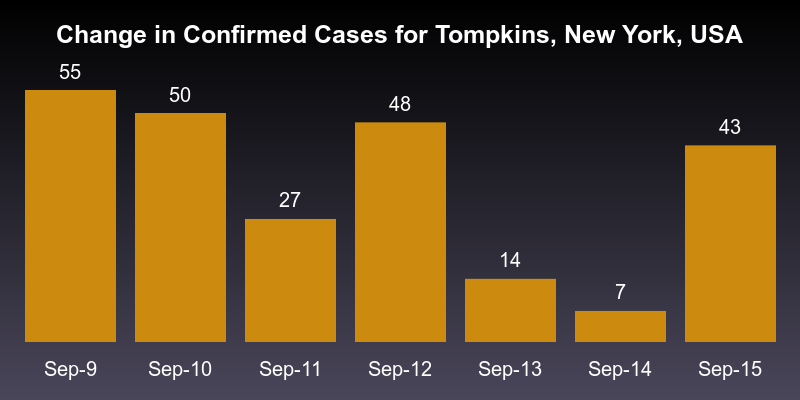 Change in Confirmed Cases for Tompkins, New York, USA
55
50
27
48
14
7
43
Sep-9
Sep-10
Sep-11
Sep-12
Sep-13
Sep-14
Sep-15